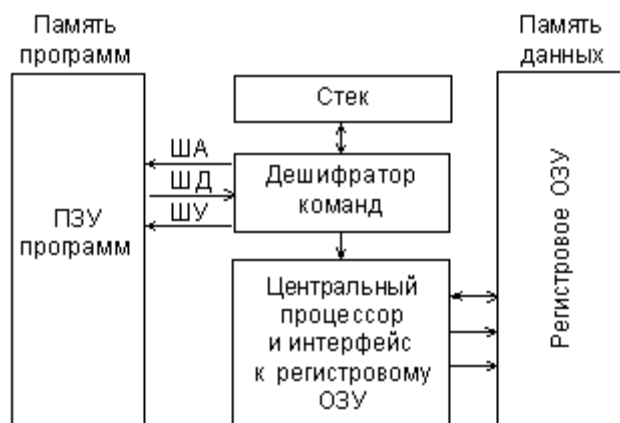 Память
программ
Память
данных
Стек
ША
ШД
ШУ
Дешифратор
команд
ПЗУ
программ
Центральный
процессор
и интерфейс
к регистровому
ОЗУ
Регистровое ОЗУ